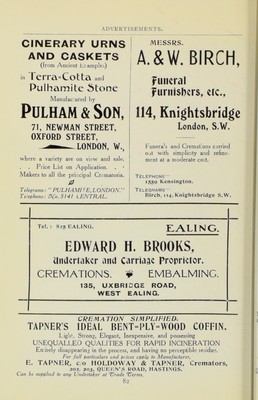 ADVERTISEMENTS.
CINERARY URNS
AND CASKETS
(from Ancient Examples)
in Terra-Cotta and
Pulhamite Stone
Manufactured by
PULHAM & SON,
71, NEWMAN STREET,
OXFORD STREET,
LONDON, W.,
where a variety are on view and sale.
Price List on Application.
Makers to all the principal Crematoria.
Telegrams: "PULHAMITE, LONDON."
Telephone: No. 3141 CENTRAL.
MESSRS.
A. & W. BIRCH,
Funeral
Furnishers, etc.,
114, Knightsbridge
London, S.W.
Funerals and Cremations carried
out with simplicity and refine-
ment at a moderate cost.
TELEPHONE
1552 Kensington.
TELEGRAMS
Birch, 114, Knightsbridge S.W.
Tel.: 829 EALING.
EALING.
EDWARD H. BROOKS,
Undertaker and Carriage Proprietor.
CREMATIONS. EMBALMING.
135, UXBRIDGE ROAD,
WEST EALING.
CREMATION SIMPLIFIED.
TAPNER'S IDEAL BENT-PLY-WOOD COFFIN.
Light, Strong, Elegant, Inexpensive, and possessing
UNEQUALLED QUALITIES FOR RAPID INCINERATION
Entirely disappearing in the process, and having no perceptible residue.
For full particulars and prices apply to Manufacturer,
E. TAPNER, c/o HOLDAWAY & TAPNER, Cremators,
202, 203, QUEEN'S ROAD, HASTINGS.
Can be supplied to any Undertaker at Trade Terms.
82